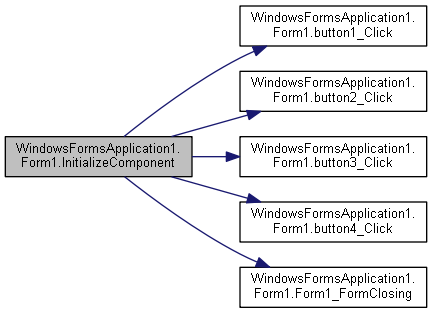 WindowsFormsApplication1.
Form1.InitializeComponent
WindowsFormsApplication1.
Form1.button1_Click
WindowsFormsApplication1.
Form1.button2_Click
WindowsFormsApplication1.
Form1.button3_Click
WindowsFormsApplication1.
Form1.button4_Click
WindowsFormsApplication1.
Form1.Form1_FormClosing